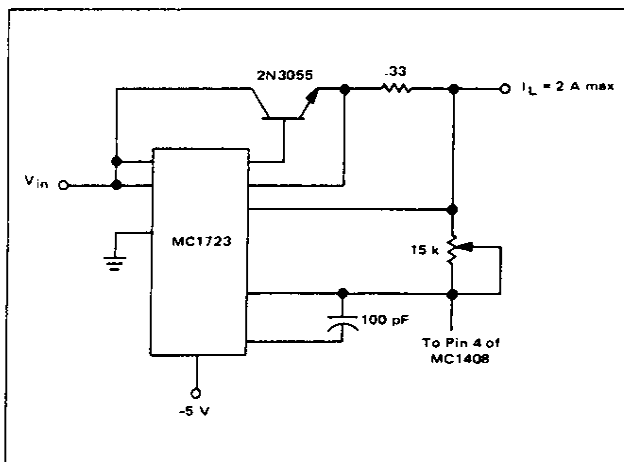 2N3055
.33
I_L = 2 A max
V_in
MC1723
15 k
100 pF
To Pin 4 of
MC1408
-5 V